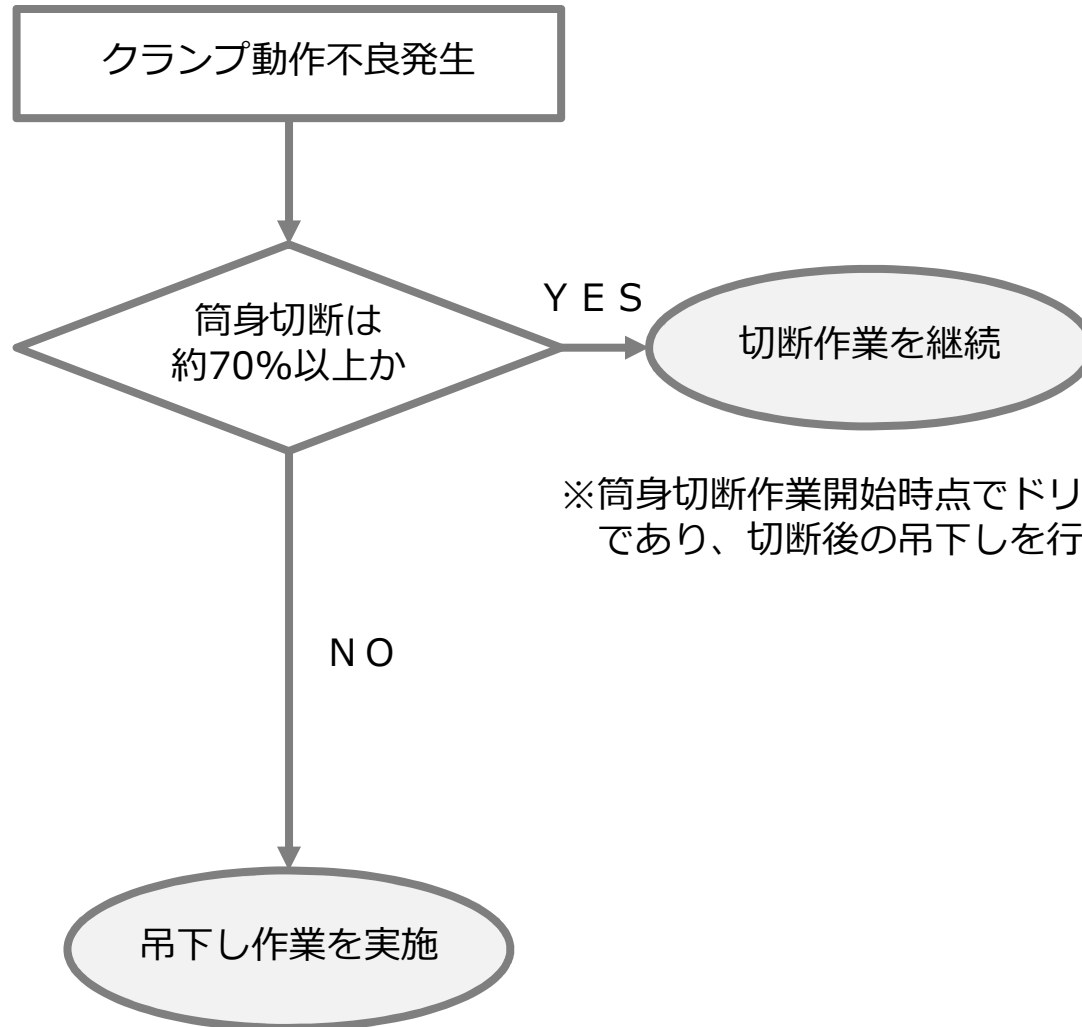 クランプ動作不良発生
筒身切断は
約70%以上か
YES
切断作業を継続
※筒身切断作業開始時点でドリ
であり、切断後の吊下しを行
NO
吊下し作業を実施